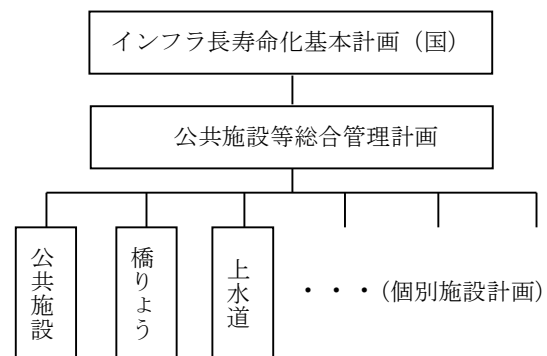 インフラ長寿命化基本計画（国）
公共施設等総合管理計画
公共施設
橋りょう
上水道
・・・（個別施設計画）